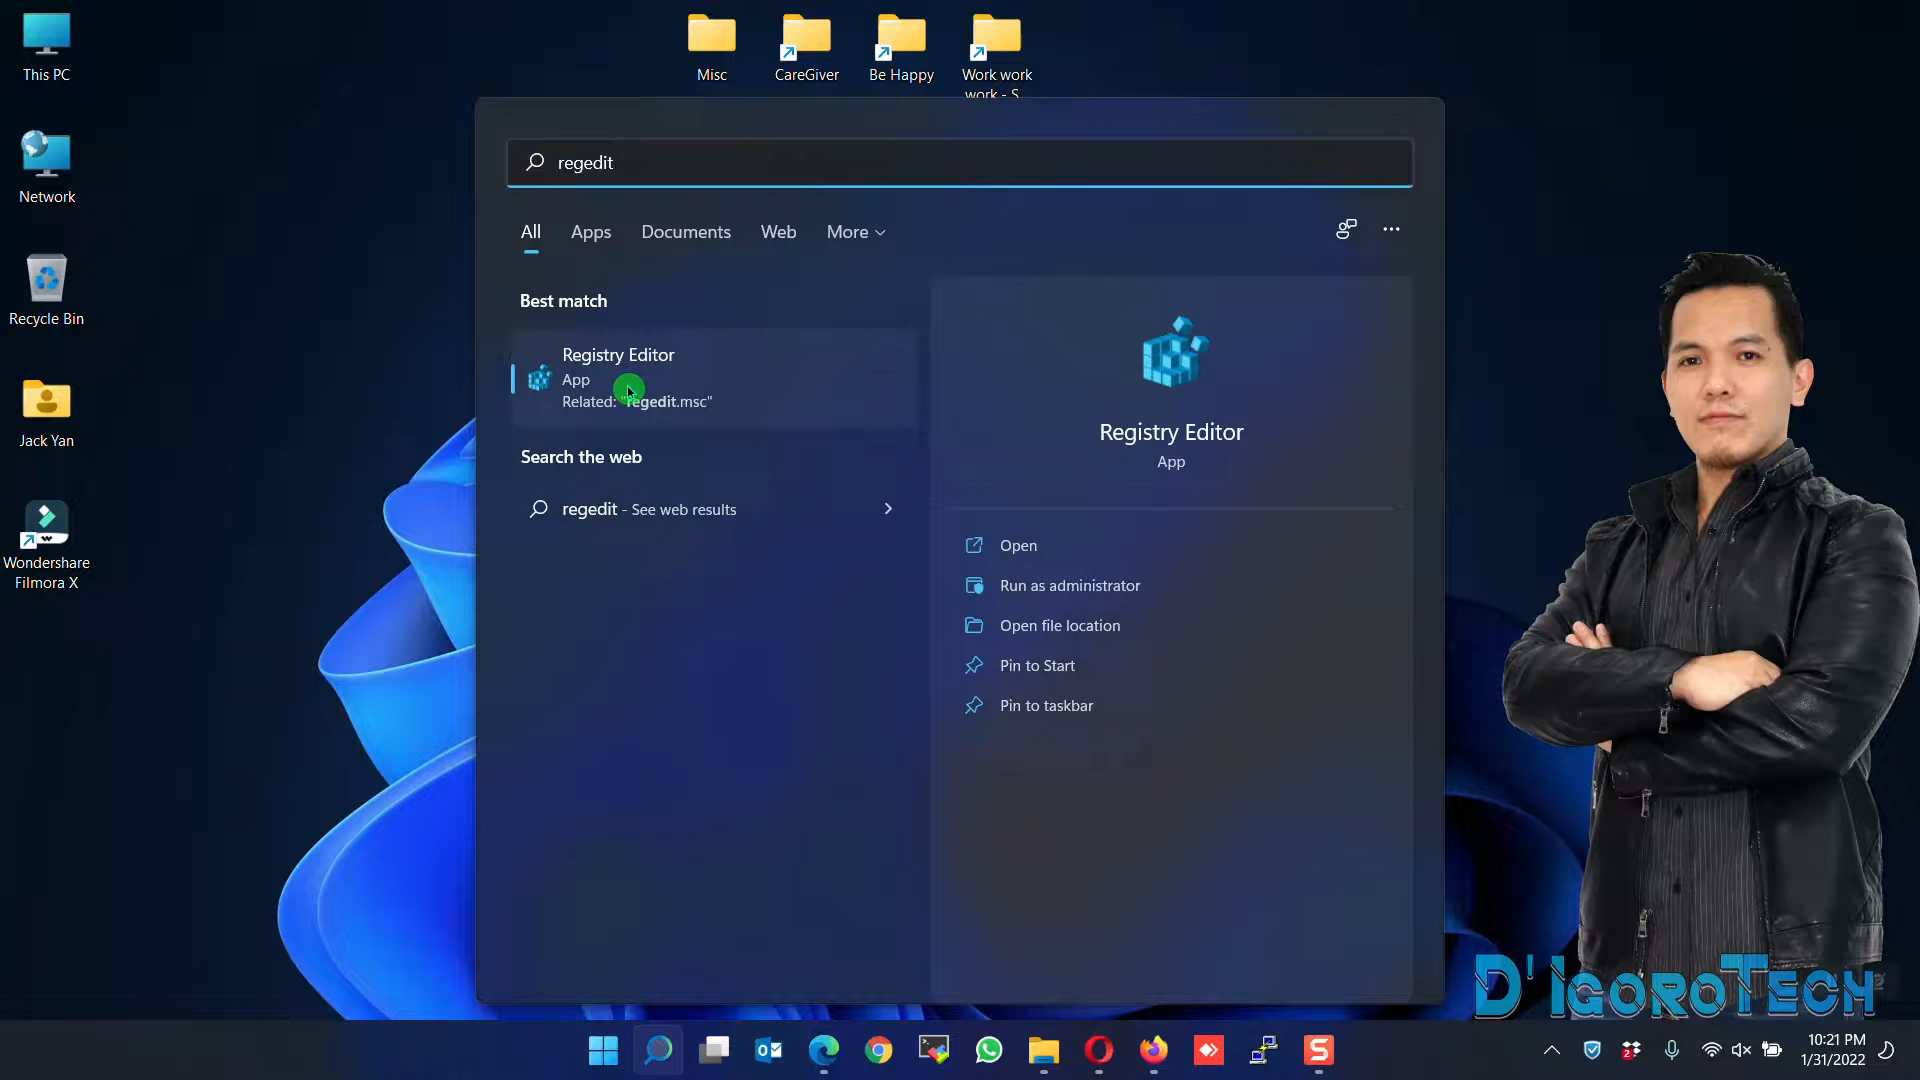 This PC
Network
Recycle Bin
Jack Yan
Wondershare
Filmora X
Misc
CareGiver
Be Happy
Work work
work - S...
regedit
All
Apps
Documents
Web
More
Best match
Registry Editor
App
Related: "regedit.msc"
Search the web
regedit - See web results
Registry Editor
App
Open
Run as administrator
Open file location
Pin to Start
Pin to taskbar
D'IGOROTECH
10:21 PM
1/31/2022